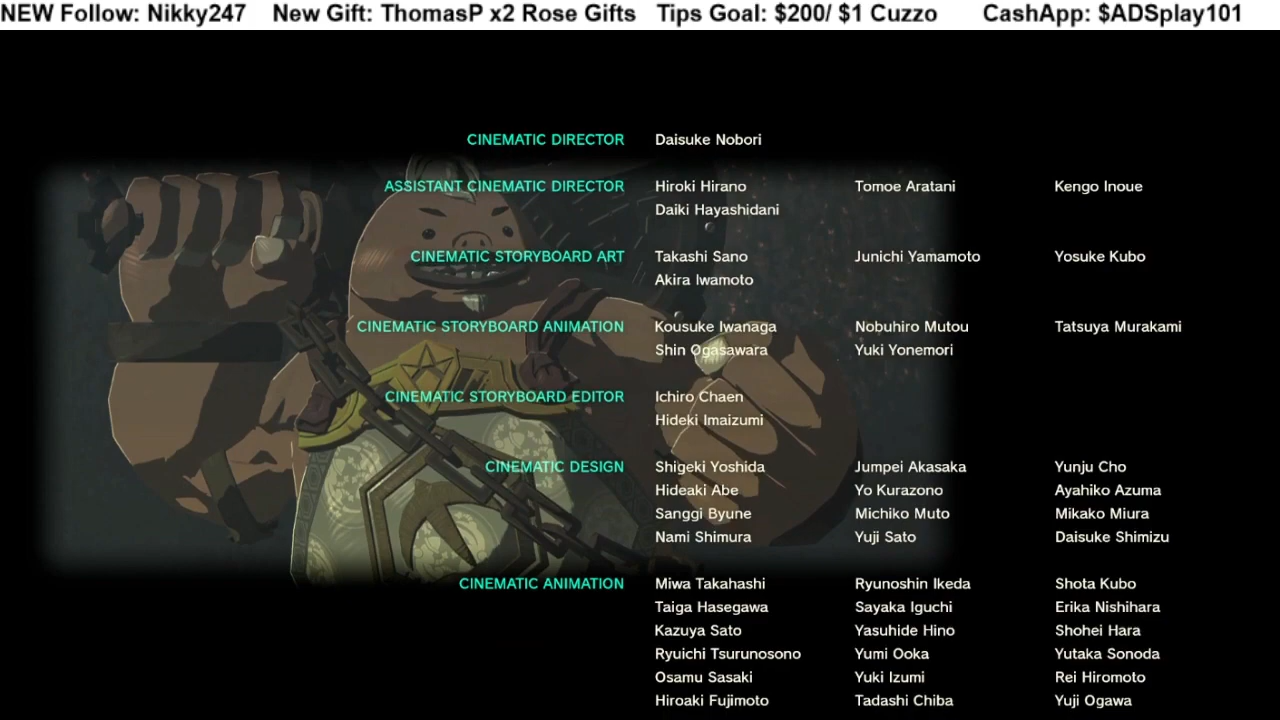 NEW Follow: Nikky247 New Gift: ThomasP x2 Rose Gifts Tips Goal: $200/ $1 Cuzzo CashApp: $ADSplay101
CINEMATIC DIRECTOR Daisuke Nobori
ASSISTANT CINEMATIC DIRECTOR Hiroki Hirano Tomoe Aratani Kengo Inoue
Daiki Hayashidani
CINEMATIC STORYBOARD ART Takashi Sano Junichi Yamamoto Yosuke Kubo
Akira Iwamoto
CINEMATIC STORYBOARD ANIMATION Kousuke Iwanaga Nobuhiro Mutou Tatsuya Murakami
Shin Ogasawara Yuki Yonemori
CINEMATIC STORYBOARD EDITOR Ichiro Chaen
Hideki Imaizumi
CINEMATIC DESIGN Shigeki Yoshida Jumpei Akasaka Yunju Cho
Hideaki Abe Yo Kurazono Ayahiko Azuma
Sanggi Byune Michiko Muto Mikako Miura
Nami Shimura Yuji Sato Daisuke Shimizu
CINEMATIC ANIMATION Miwa Takahashi Ryunoshin Ikeda Shota Kubo
Taiga Hasegawa Sayaka Iguchi Erika Nishihara
Kazuya Sato Yasuhide Hino Shohei Hara
Ryuichi Tsurunosono Yumi Ooka Yutaka Sonoda
Osamu Sasaki Yuki Izumi Rei Hiromoto
Hiroaki Fujimoto Tadashi Chiba Yuji Ogawa